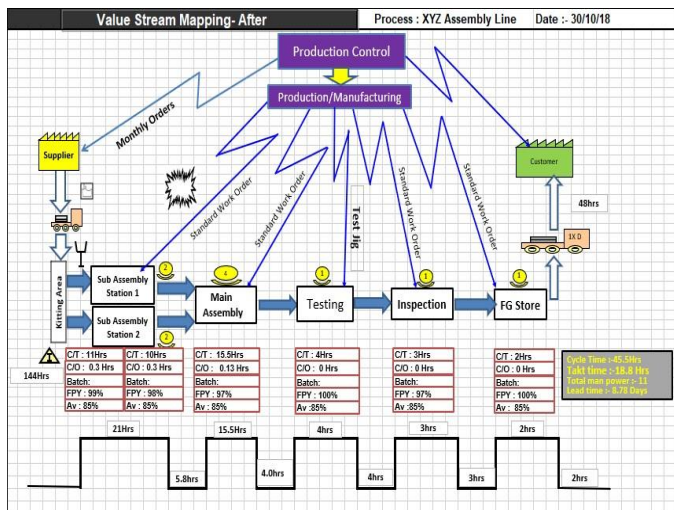 Value Stream Mapping- After
Process : XYZ Assembly Line
Date :- 30/10/18
Production Control
Production/Manufacturing
Monthly Orders
Supplier
Customer
48hrs
1X D
Standard Work Order
Standard Work Order
Test Jig
Standard Work Order
Standard Work Order
Kitting Area
Sub Assembly
Station 1
2
Sub Assembly
Station 2
2
Main
Assembly
4
Testing
1
Inspection
1
FG Store
1
144Hrs
C/T : 11Hrs
C/O : 0.3 Hrs
Batch:
FPY : 99%
Av : 85%
C/T : 10Hrs
C/O : 0.3 Hrs
Batch:
FPY : 98%
Av : 85%
C/T : 15.5Hrs
C/O : 0.13 Hrs
Batch:
FPY : 97%
Av : 85%
C/T : 4Hrs
C/O : 0 Hrs
Batch:
FPY : 100%
Av :85%
C/T : 3Hrs
C/O : 0 Hrs
Batch:
FPY : 97%
Av : 85%
C/T : 2Hrs
C/O : 0 Hrs
Batch:
FPY : 100%
Av : 85%
Cycle Time :-45.5Hrs
Takt time :-18.8 Hrs
Total man power :- 11
Lead time :- 8.78 Days
21Hrs
15.5Hrs
4hrs
3hrs
2hrs
5.8hrs
4.0hrs
4hrs
3hrs
2hrs